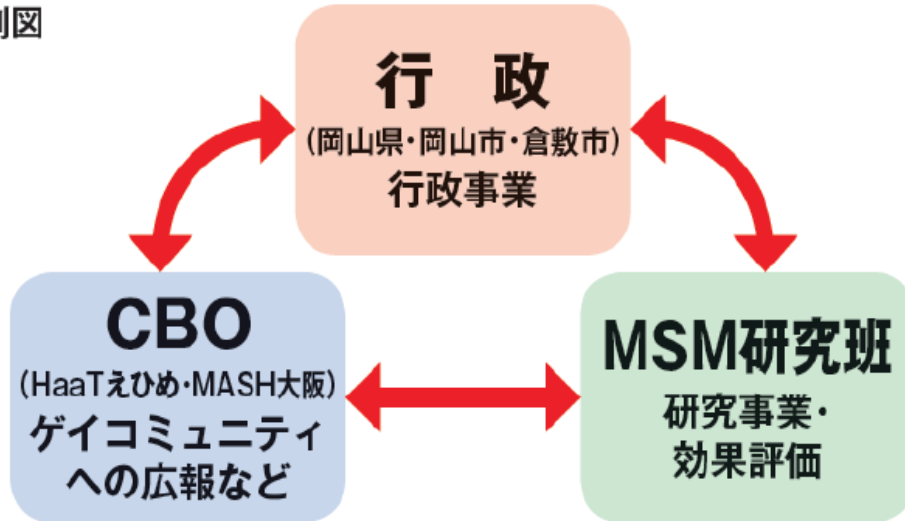 図
行 政
(岡山県・岡山市・倉敷市)
行政事業
CBO
(HaaTえひめ・MASH大阪)
ゲイコミュニティ
への広報など
MSM研究班
研究事業・
効果評価